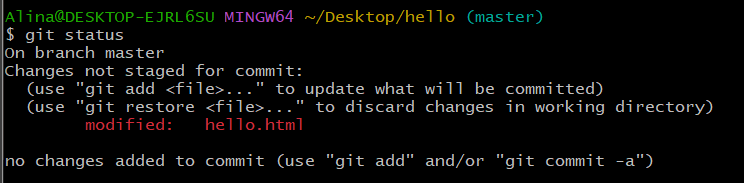 Alina@DESKTOP-EJRL6SU MINGW64 ~/Desktop/hello (master)
$ git status
On branch master
Changes not staged for commit:
  (use "git add <file>..." to update what will be committed)
  (use "git restore <file>..." to discard changes in working directory)
        modified:   hello.html

no changes added to commit (use "git add" and/or "git commit -a")